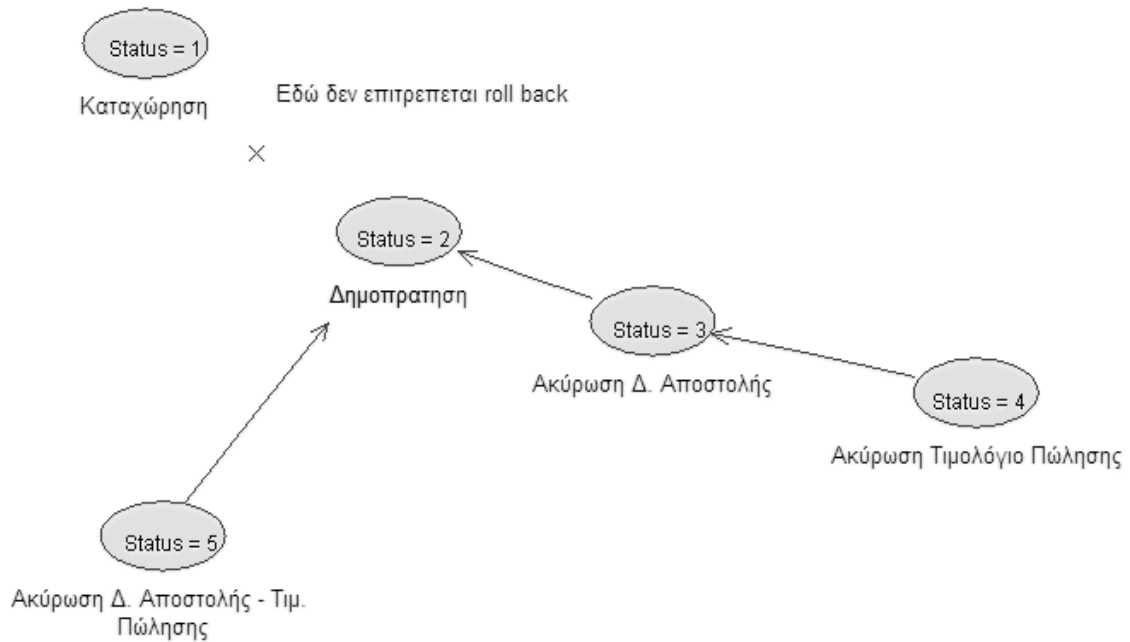 Status = 1
Καταχώρηση
Εδώ δεν επιτρεπεται roll back
Status = 2
Δημοπρατηση
Status = 3
Ακύρωση Δ. Αποστολής
Status = 4
Ακύρωση Τιμολόγιο Πώλησης
Status = 5
Ακύρωση Δ. Αποστολής - Τιμ.
Πώλησης